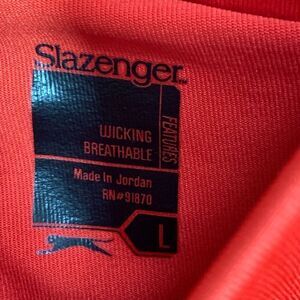 Slazenger
FEATURES
WICKING
BREATHABLE
Made In Jordan
RN#91870
L